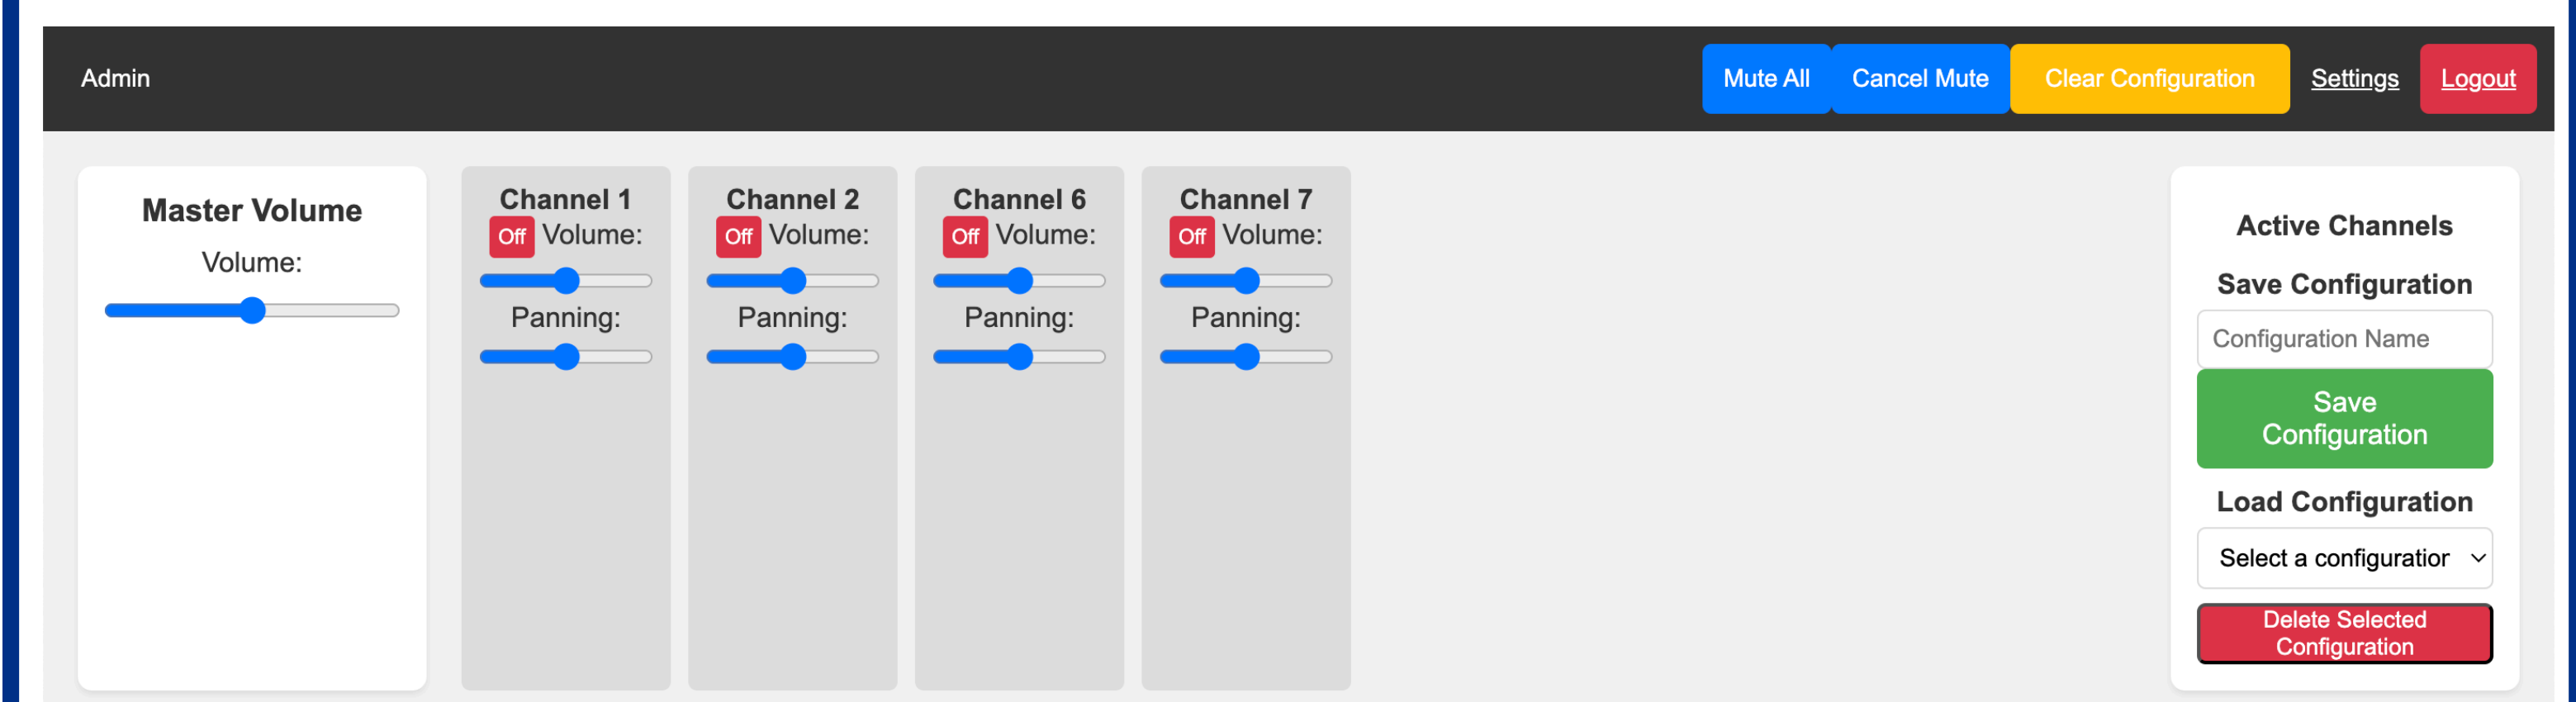 Admin
Mute All
Cancel Mute
Clear Configuration
Settings
Logout
Master Volume
Volume:
Channel 1
Off Volume:
Panning:
Channel 2
Off Volume:
Panning:
Channel 6
Off Volume:
Panning:
Channel 7
Off Volume:
Panning:
Active Channels
Save Configuration
Configuration Name
Save
Configuration
Load Configuration
Select a configuration
Delete Selected
Configuration